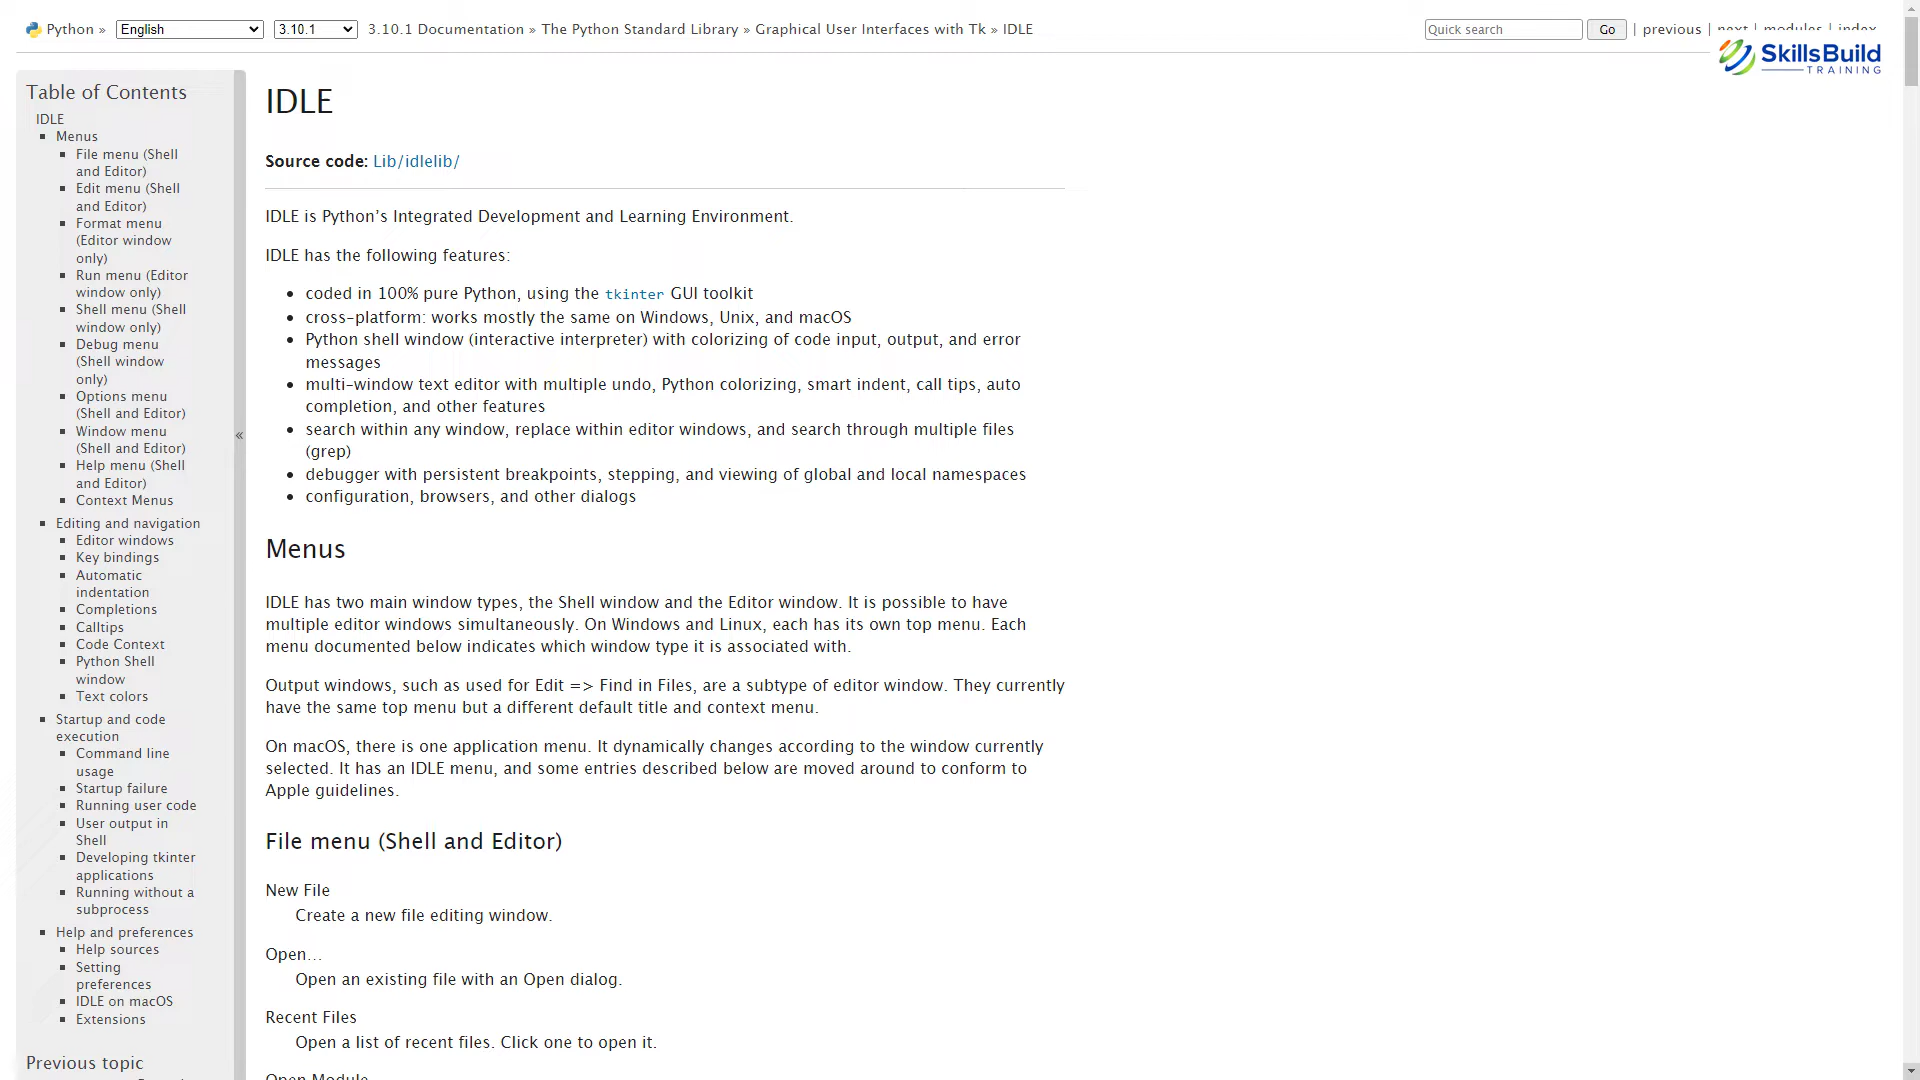 Python » English 3.10.1 3.10.1 Documentation » The Python Standard Library » Graphical User Interfaces with Tk » IDLE
Quick search Go | previous | next | modules | index
SkillsBuild
TRAINING
Table of Contents
IDLE
Menus
File menu (Shell
and Editor)
Edit menu (Shell
and Editor)
Format menu
(Editor window
only)
Run menu (Editor
window only)
Shell menu (Shell
window only)
Debug menu
(Shell window
only)
Options menu
(Shell and Editor)
Window menu
(Shell and Editor)
Help menu (Shell
and Editor)
Context Menus
Editing and navigation
Editor windows
Key bindings
Automatic
indentation
Completions
Calltips
Code Context
Python Shell
window
Text colors
Startup and code
execution
Command line
usage
Startup failure
Running user code
User output in
Shell
Developing tkinter
applications
Running without a
subprocess
Help and preferences
Help sources
Setting
preferences
IDLE on macOS
Extensions
Previous topic
«
IDLE
Source code: Lib/idlelib/
IDLE is Python’s Integrated Development and Learning Environment.
IDLE has the following features:
• coded in 100% pure Python, using the tkinter GUI toolkit
• cross-platform: works mostly the same on Windows, Unix, and macOS
• Python shell window (interactive interpreter) with colorizing of code input, output, and error
messages
• multi-window text editor with multiple undo, Python colorizing, smart indent, call tips, auto
completion, and other features
• search within any window, replace within editor windows, and search through multiple files
(grep)
• debugger with persistent breakpoints, stepping, and viewing of global and local namespaces
• configuration, browsers, and other dialogs
Menus
IDLE has two main window types, the Shell window and the Editor window. It is possible to have
multiple editor windows simultaneously. On Windows and Linux, each has its own top menu. Each
menu documented below indicates which window type it is associated with.
Output windows, such as used for Edit => Find in Files, are a subtype of editor window. They currently
have the same top menu but a different default title and context menu.
On macOS, there is one application menu. It dynamically changes according to the window currently
selected. It has an IDLE menu, and some entries described below are moved around to conform to
Apple guidelines.
File menu (Shell and Editor)
New File
Create a new file editing window.
Open…
Open an existing file with an Open dialog.
Recent Files
Open a list of recent files. Click one to open it.
Open Module